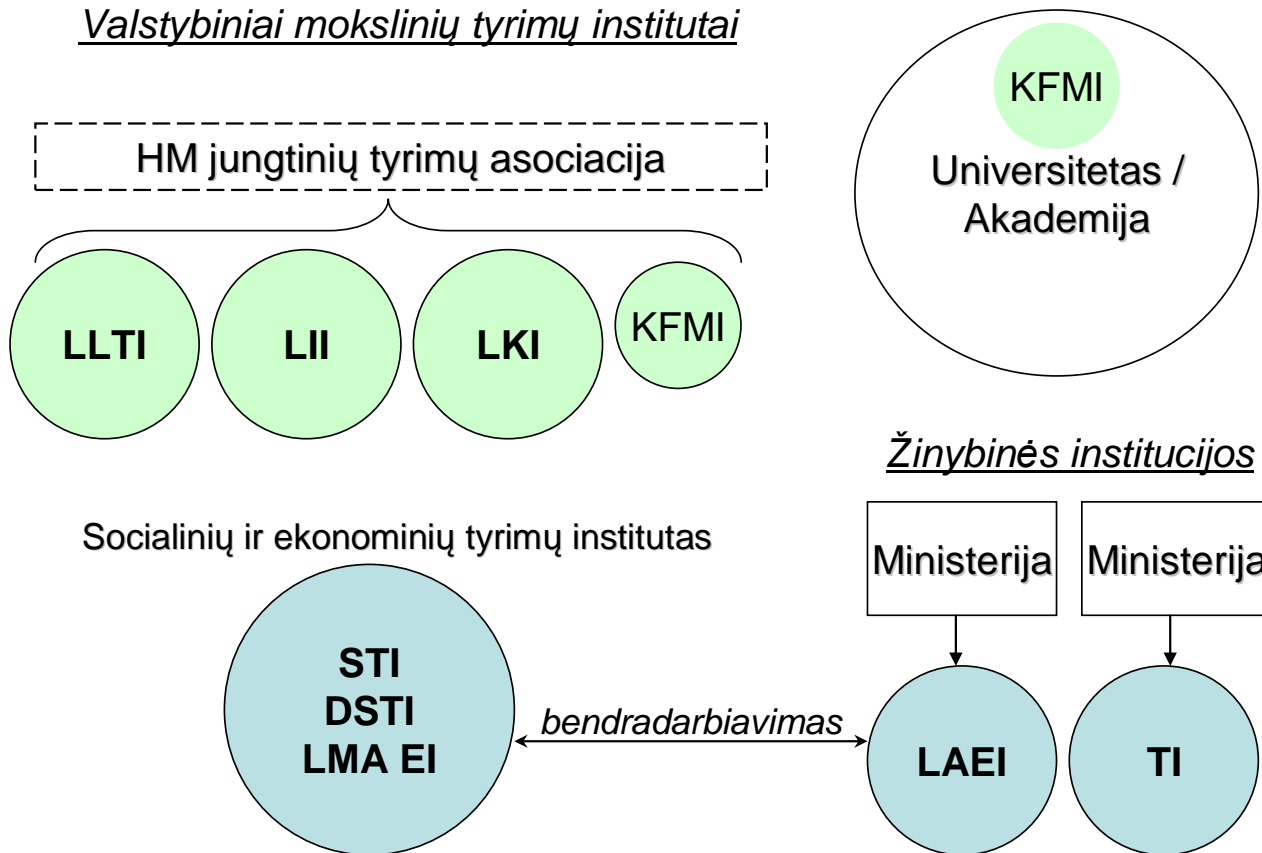 Valstybiniai mokslinių tyrimų institutai
HM jungtinių tyrimų asociacija
LLTI
LII
LKI
KFMI
KFMI
Universitetas /
Akademija
Žinybinės institucijos
Ministerija
Ministerija
Socialinių ir ekonominių tyrimų institutas
STI
DSTI
LMA EI
bendradarbiavimas
LAEI
TI